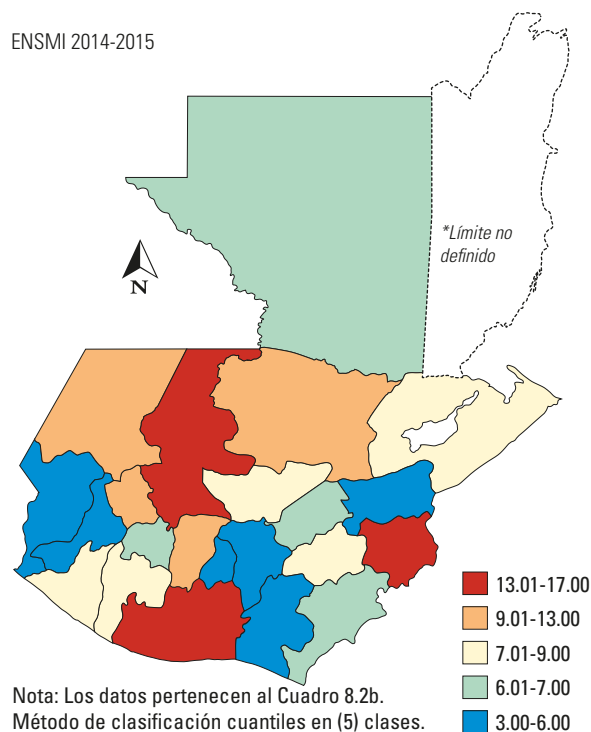 ENSMI 2014-2015
*Límite no
definido
N
13.01-17.00
9.01-13.00
7.01-9.00
6.01-7.00
3.00-6.00
Nota: Los datos pertenecen al Cuadro 8.2b.
Método de clasificación cuantiles en (5) clases.